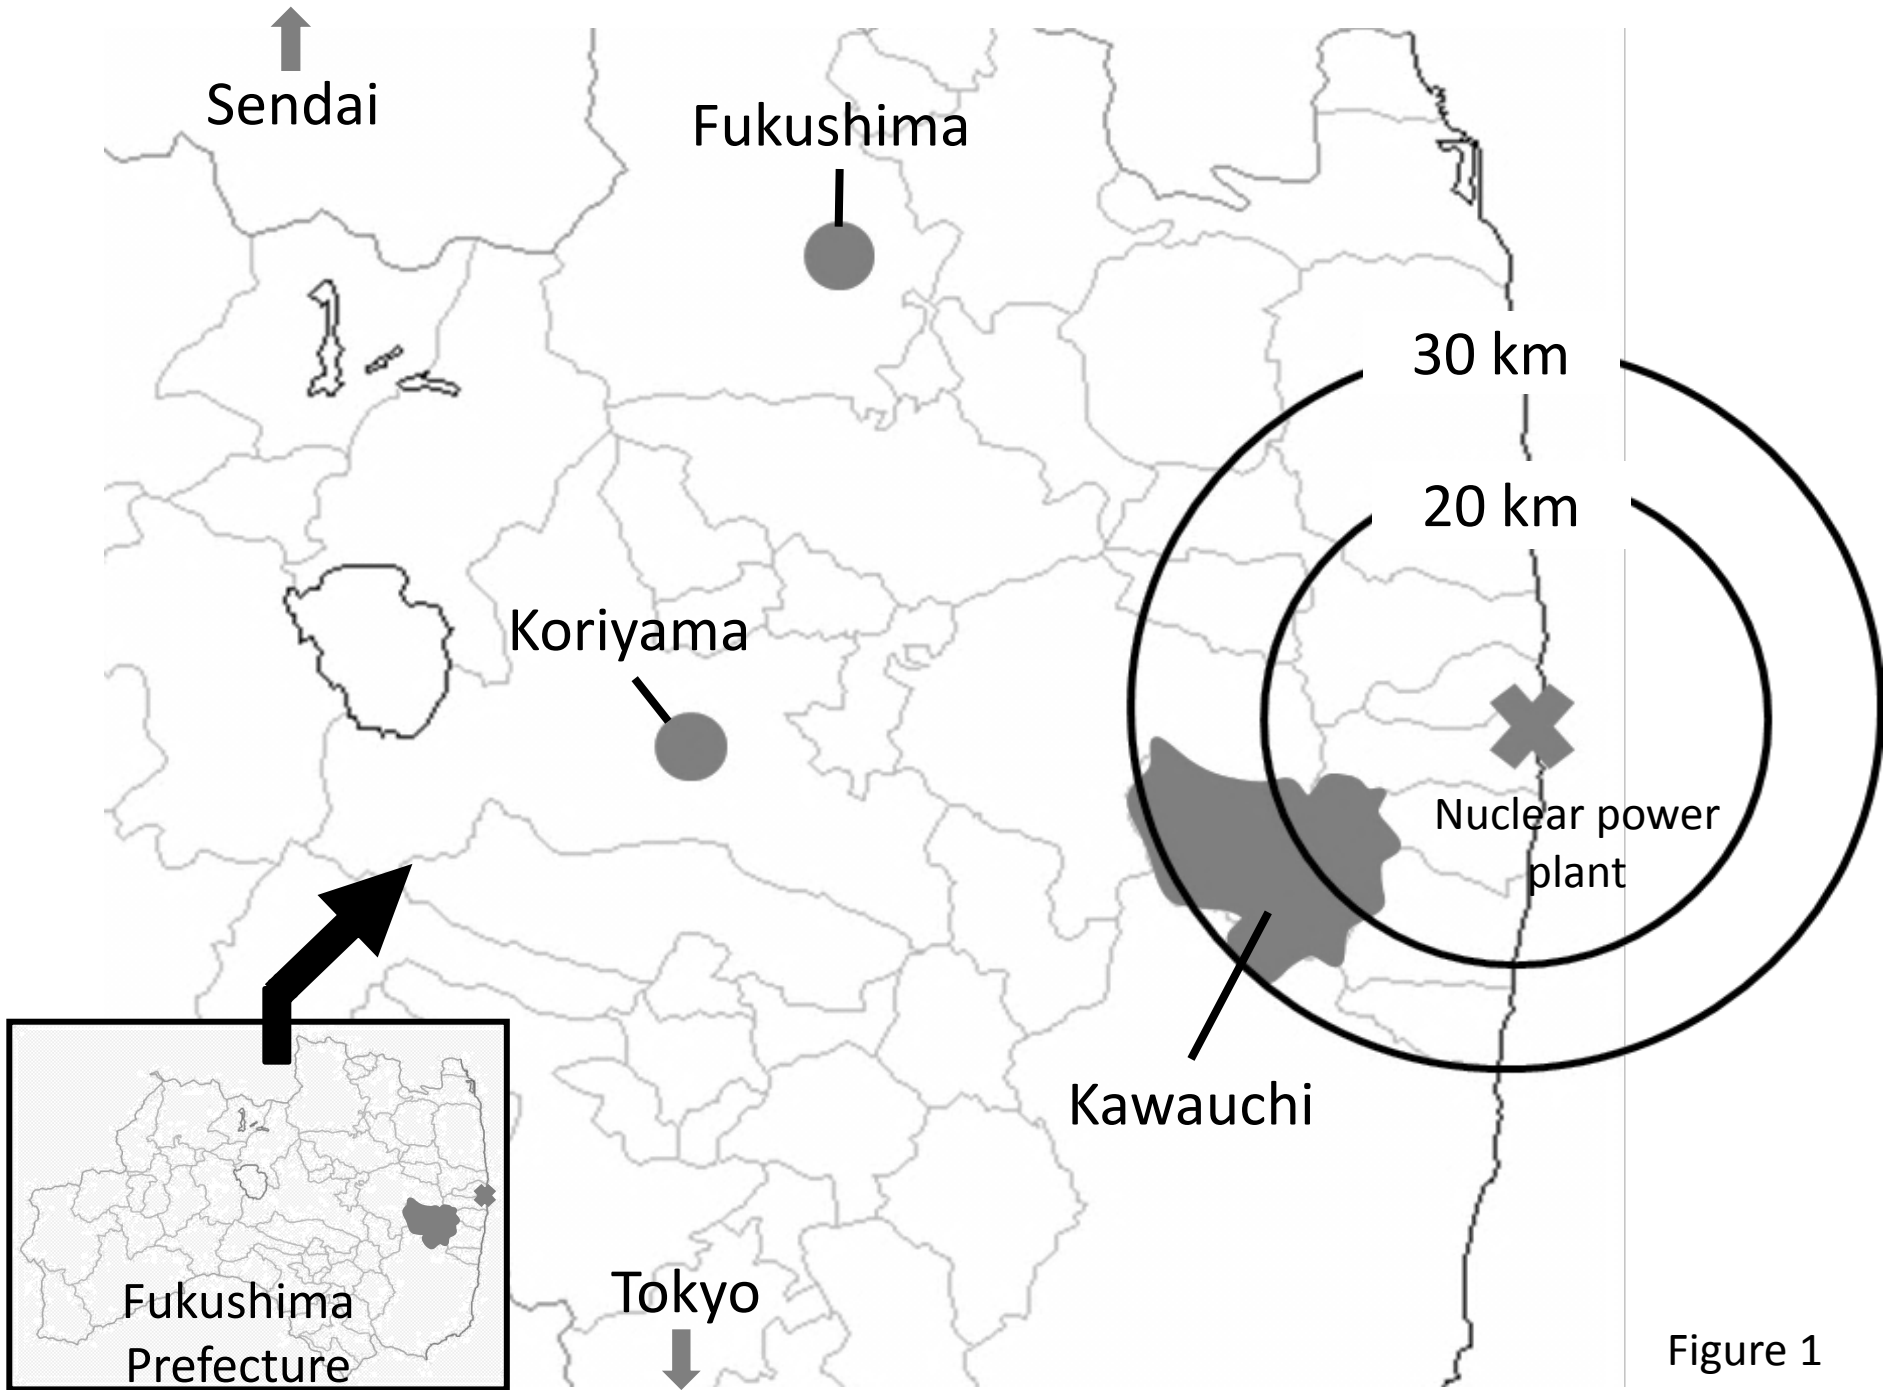 Sendai
Fukushima
30 km
20 km
Koriyama
Nuclear power
plant
Kawauchi
Tokyo
Fukushima
Prefecture
Figure 1